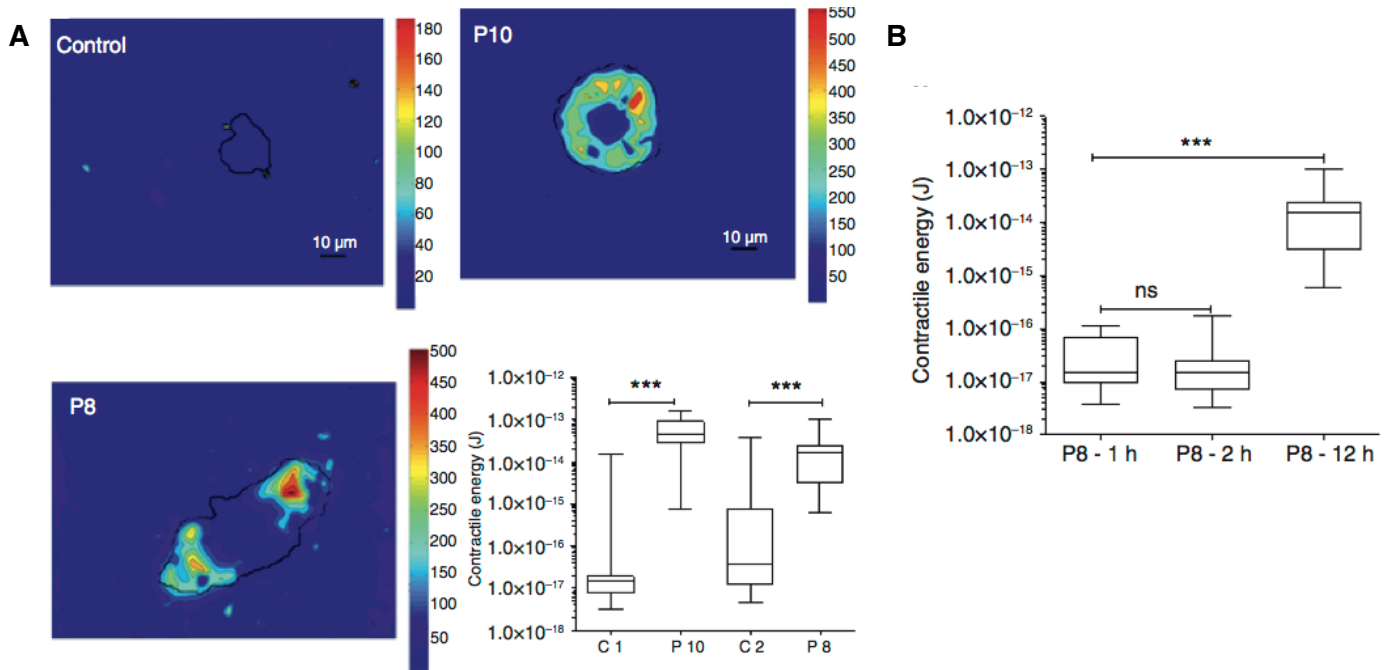 A
Control
10 µm
180
160
140
120
100
80
60
40
20
P10
10 µm
550
500
450
400
350
300
250
200
150
100
50
P8
500
450
400
350
300
250
200
150
100
50
Contractile energy (J)
1.0×10⁻¹²
1.0×10⁻¹³
1.0×10⁻¹⁴
1.0×10⁻¹⁵
1.0×10⁻¹⁶
1.0×10⁻¹⁷
1.0×10⁻¹⁸
***
***
C 1
P 10
C 2
P 8
B
Contractile energy (J)
1.0×10⁻¹²
1.0×10⁻¹³
1.0×10⁻¹⁴
1.0×10⁻¹⁵
1.0×10⁻¹⁶
1.0×10⁻¹⁷
1.0×10⁻¹⁸
***
ns
P8 - 1 h
P8 - 2 h
P8 - 12 h